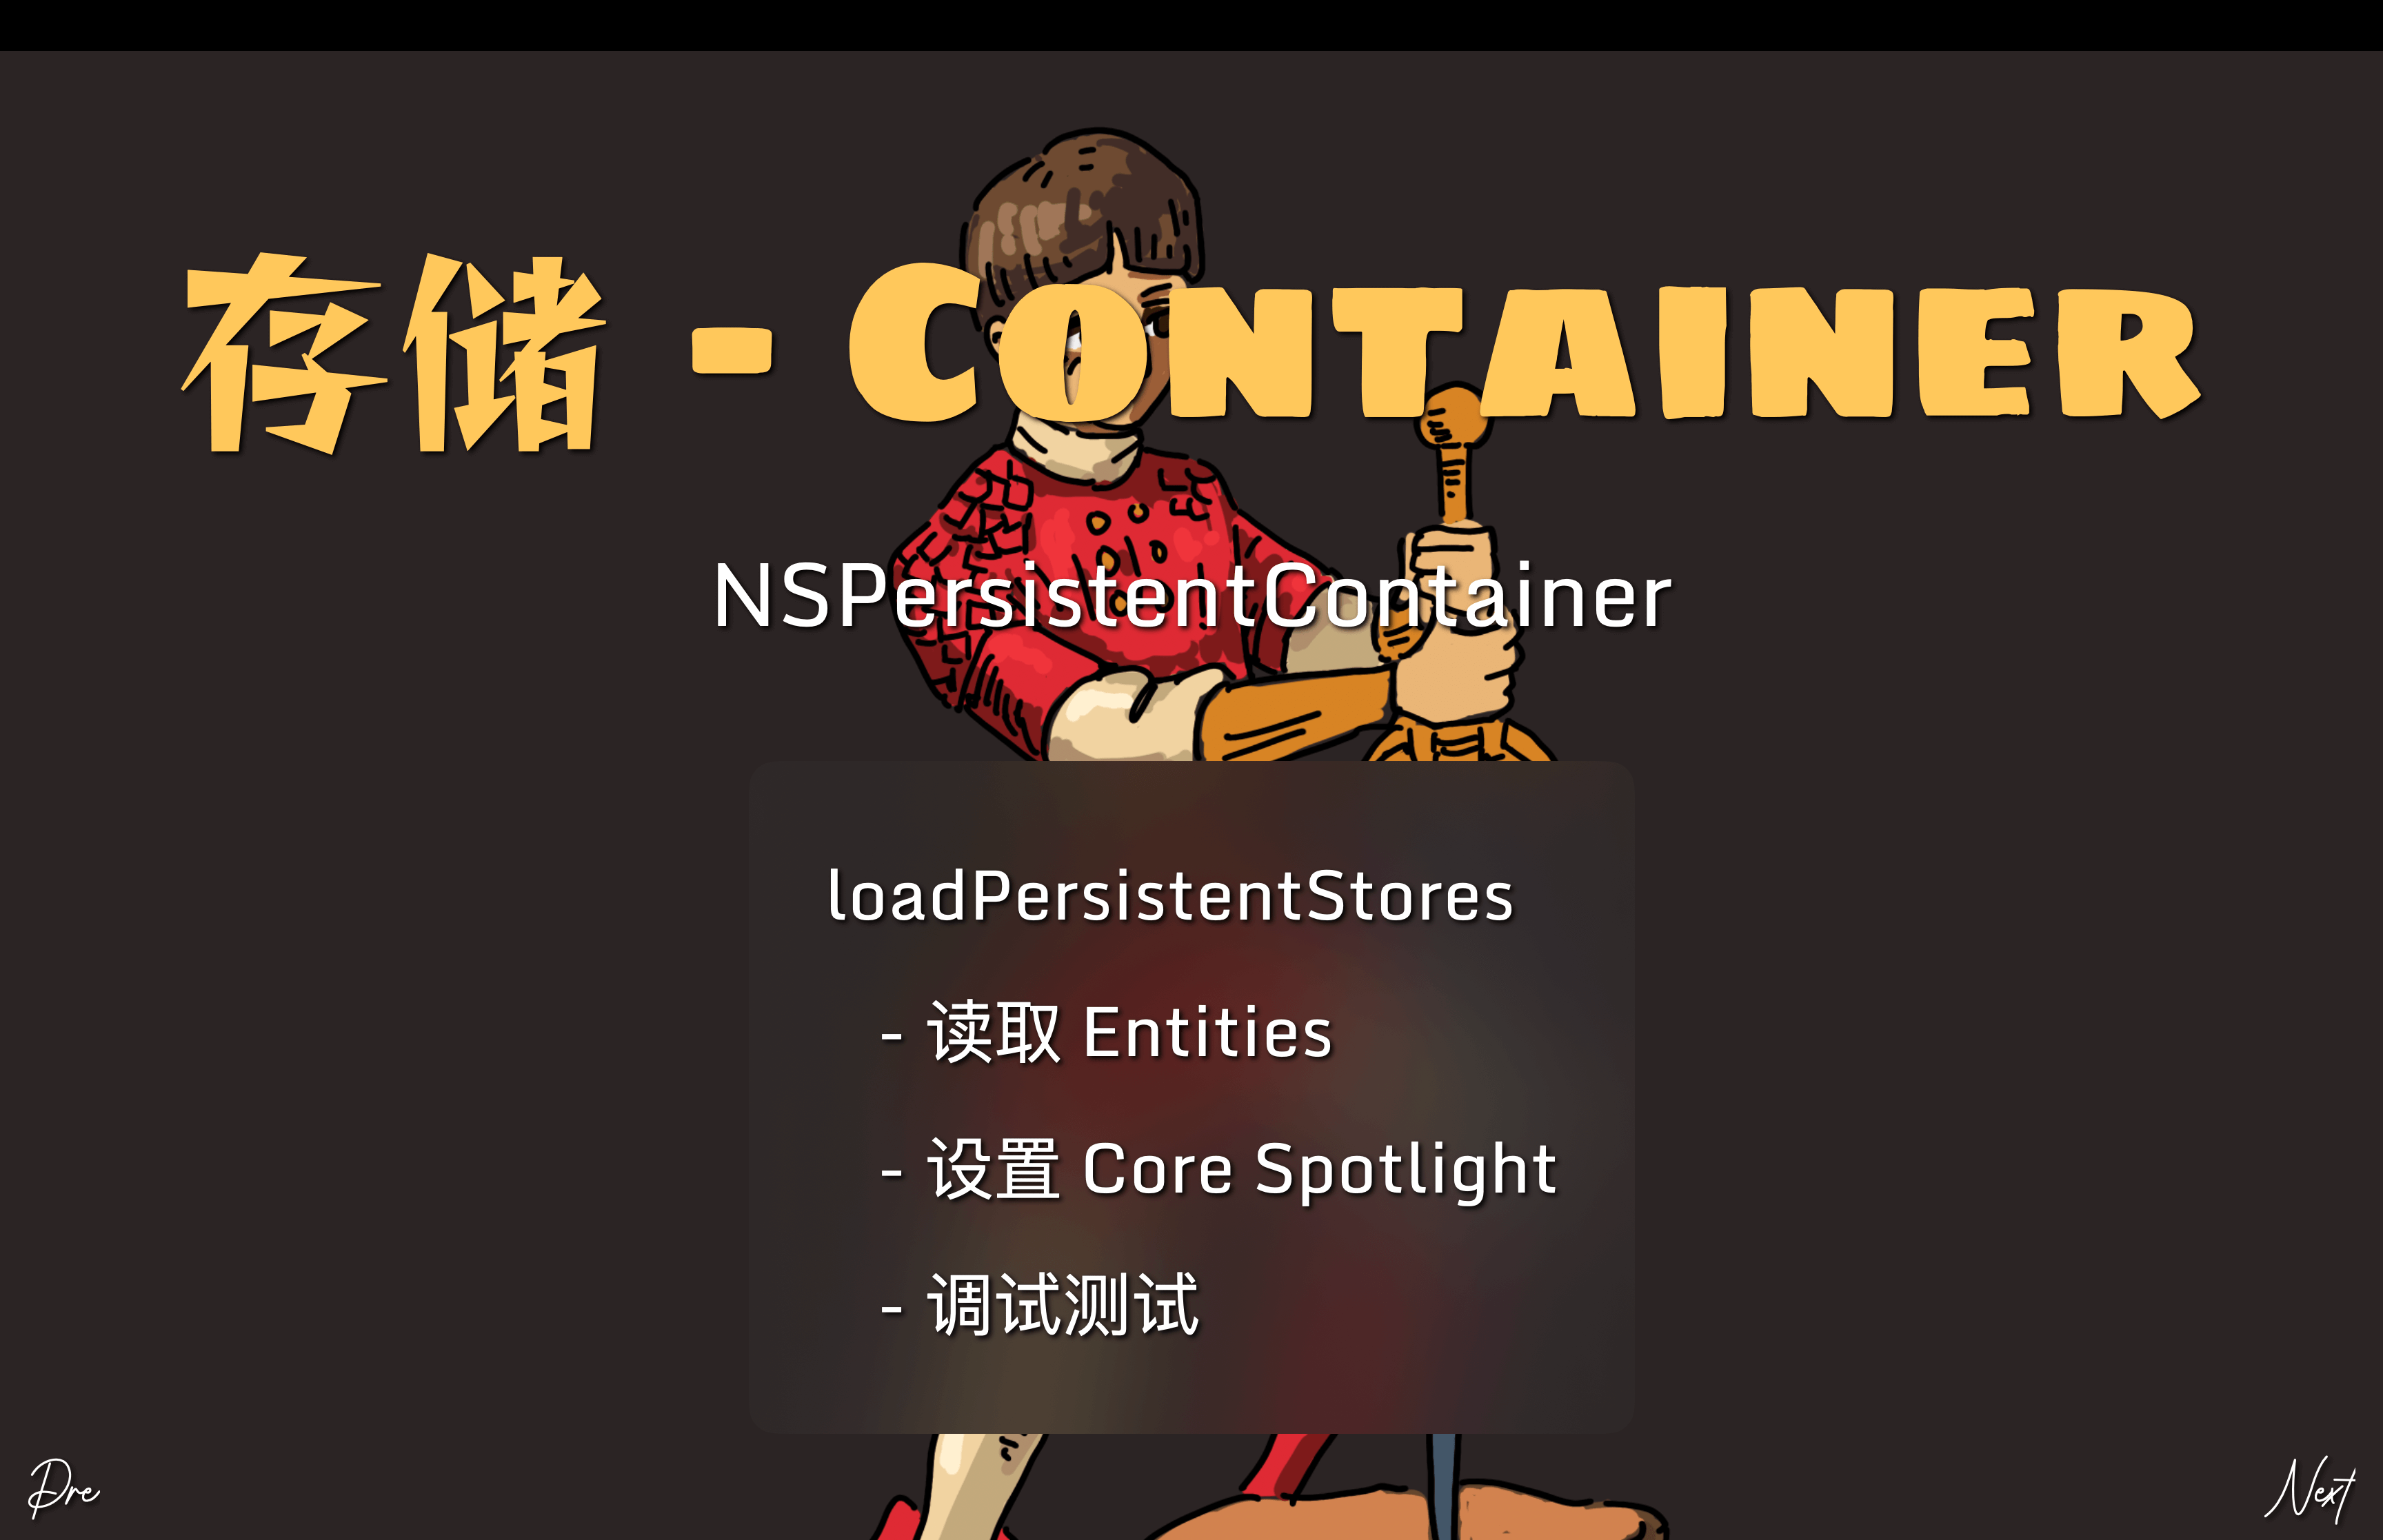 存储 - CONTAINER
NSPersistentContainer
loadPersistentStores
- 读取 Entities
- 设置 Core Spotlight
- 调试测试
Pre
Next